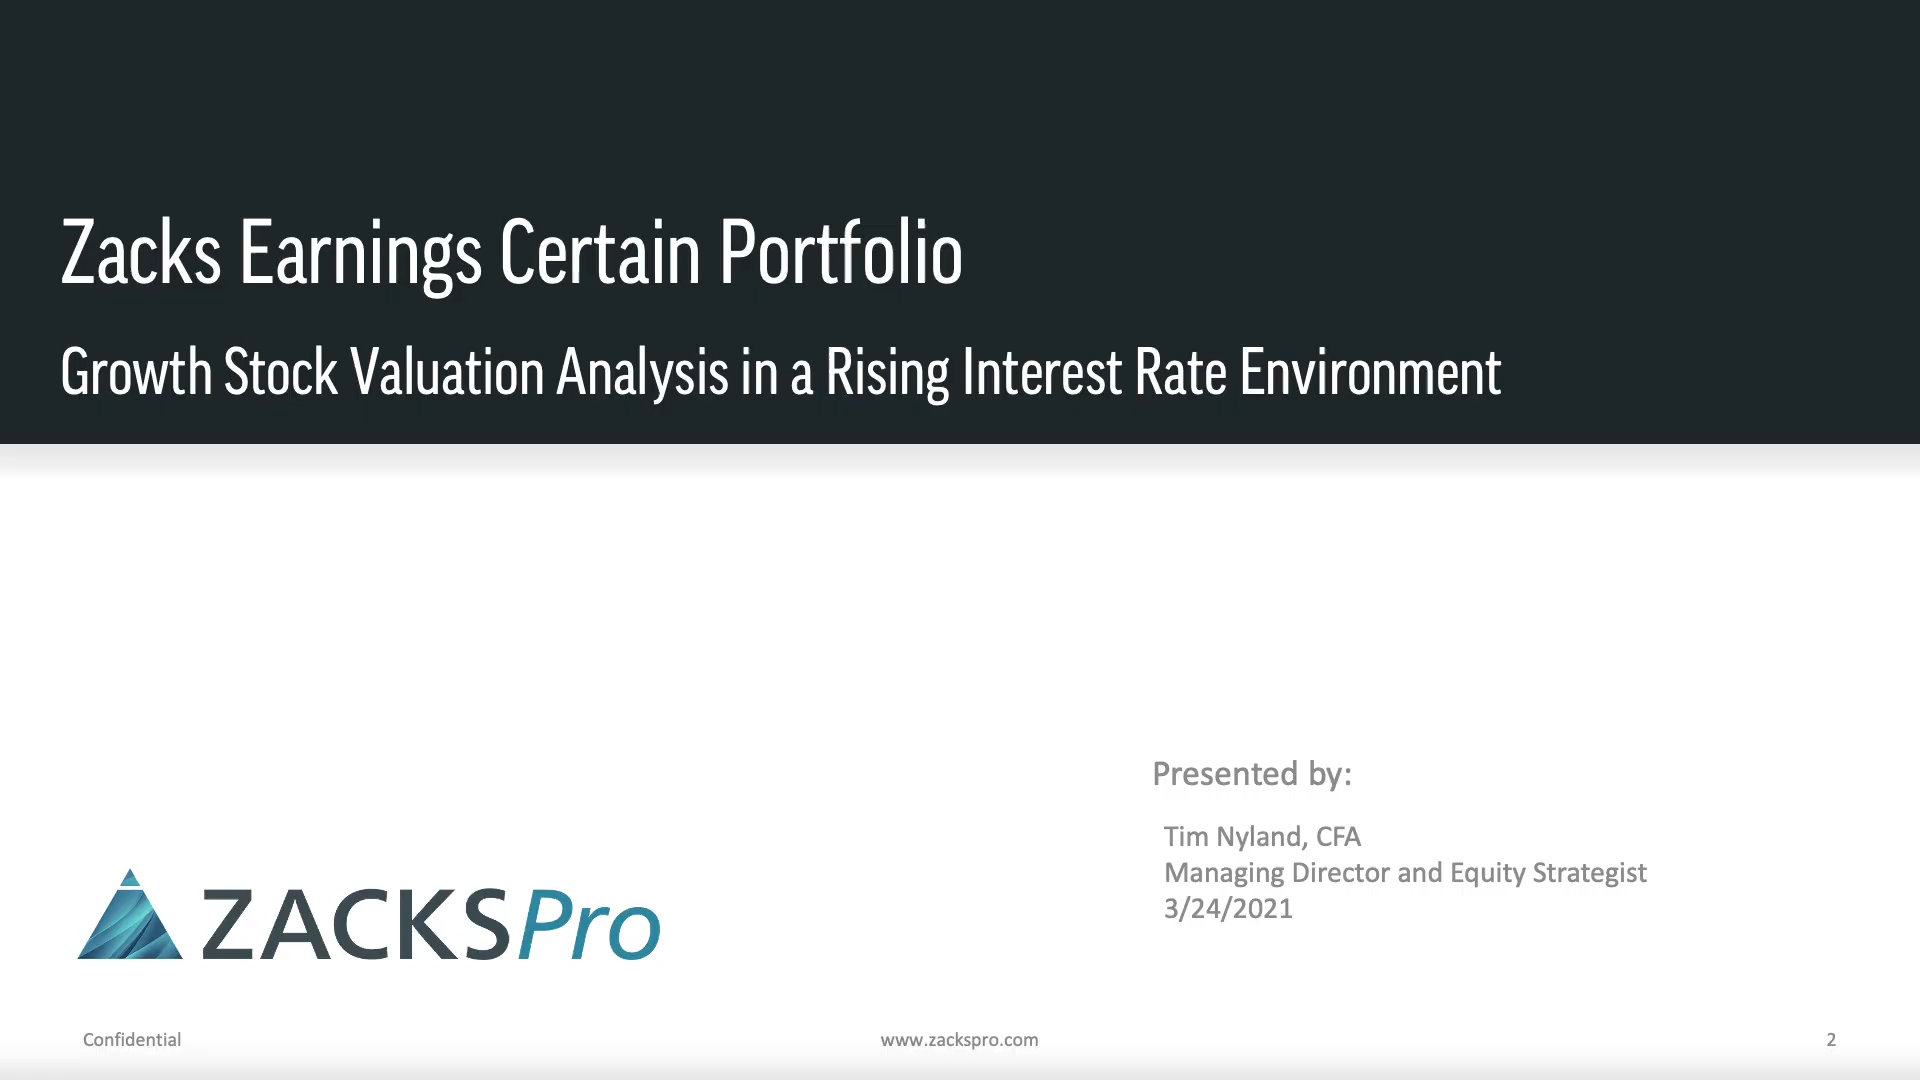 Zacks Earnings Certain Portfolio
Growth Stock Valuation Analysis in a Rising Interest Rate Environment
Presented by:
Tim Nyland, CFA
Managing Director and Equity Strategist
3/24/2021
ZACKSPro
Confidential
www.zackspro.com
2